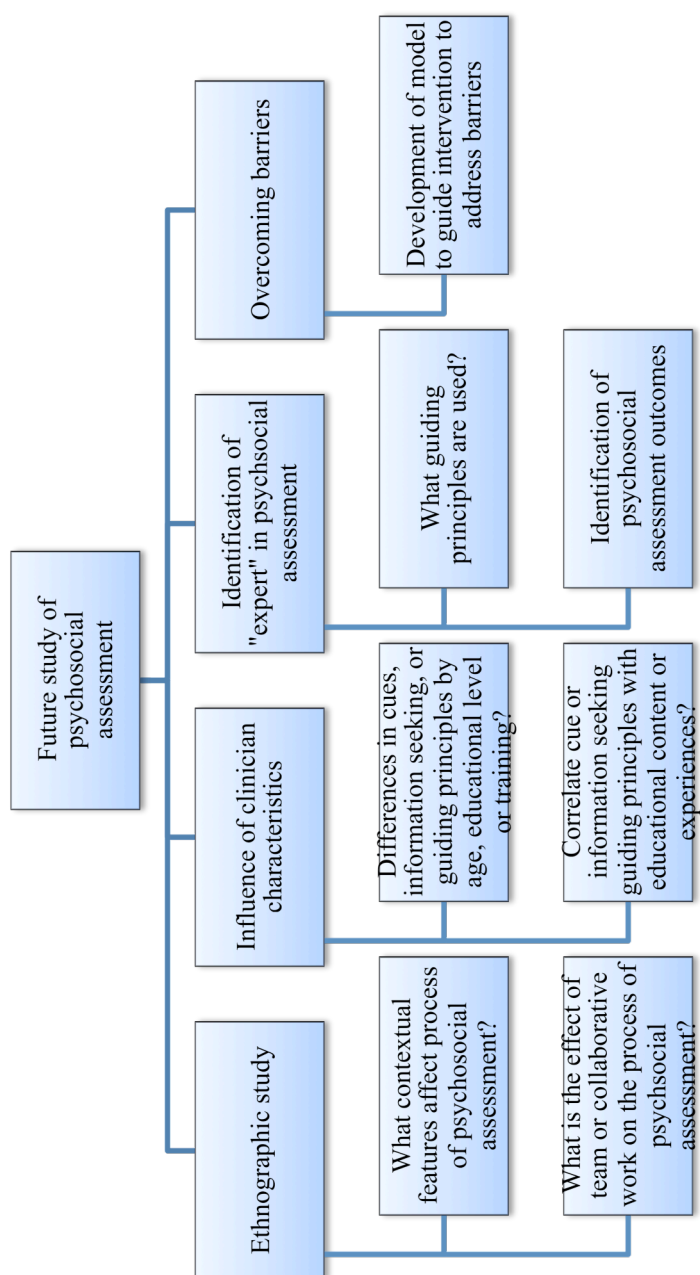 Future study of
psychosocial
assessment
Ethnographic study
What contextual
features affect process
of psychosocial
assessment?
What is the effect of
team or collaborative
work on the process of
psychsocial
assessment?
Influence of clinician
characteristics
Differences in cues,
information seeking, or
guiding principles by
age, educational level
or training?
Correlate cue or
information seeking
guiding principles with
educational content or
experiences?
Identification of
"expert" in psychsocial
assessment
What guiding
principles are used?
Identification of
psychosocial
assessment outcomes
Overcoming barriers
Development of model
to guide intervention to
address barriers